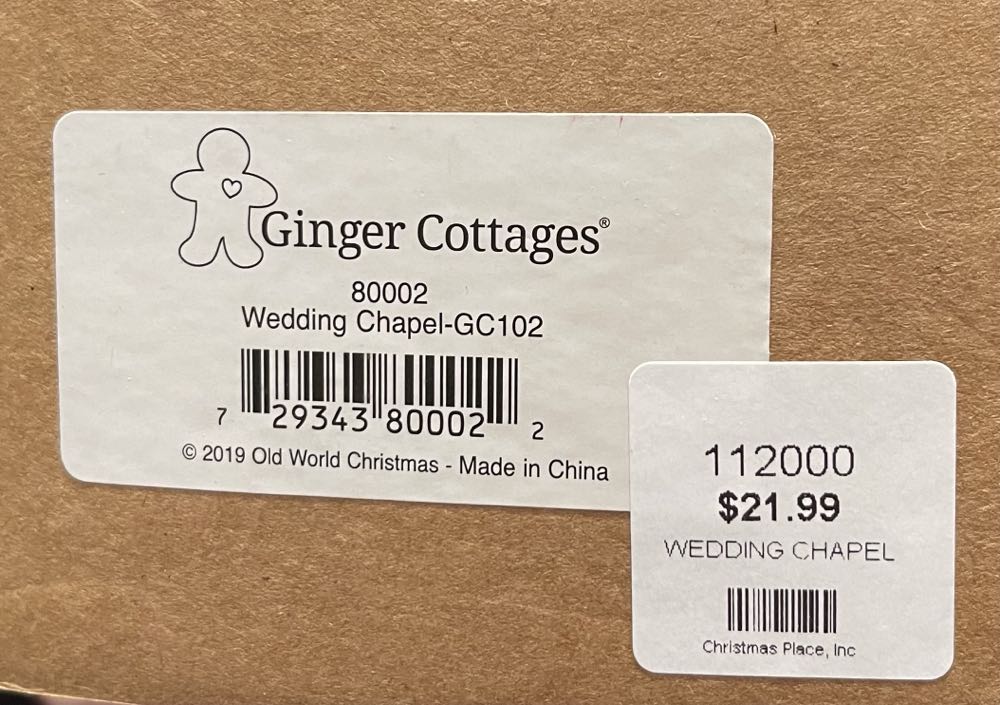 Ginger Cottages®
80002
Wedding Chapel-GC102
7 29343 80002 2
© 2019 Old World Christmas - Made in China
112000
$21.99
WEDDING CHAPEL
Christmas Place, Inc